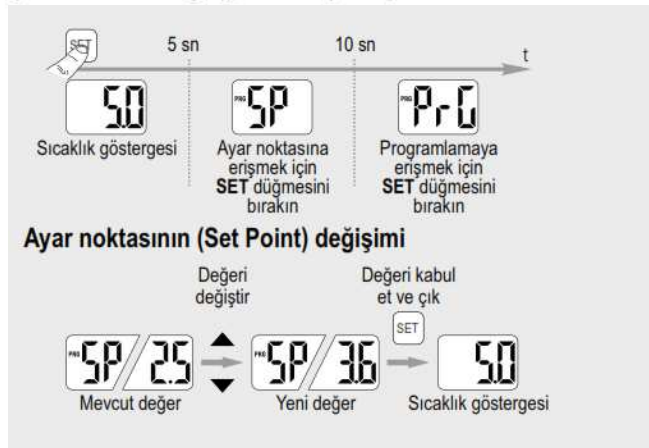 SET
5 sn
10 sn
t
5.0
PRG SP
PRG PrG
Sıcaklık göstergesi
Ayar noktasına
erişmek için
SET düğmesini
bırakın
Programlamaya
erişmek için
SET düğmesini
bırakın
Ayar noktasının (Set Point) değişimi
Değeri
değiştir
Değeri kabul
et ve çık
SET
PRG SP/2.5
PRG SP/3.6
5.0
Mevcut değer
Yeni değer
Sıcaklık göstergesi